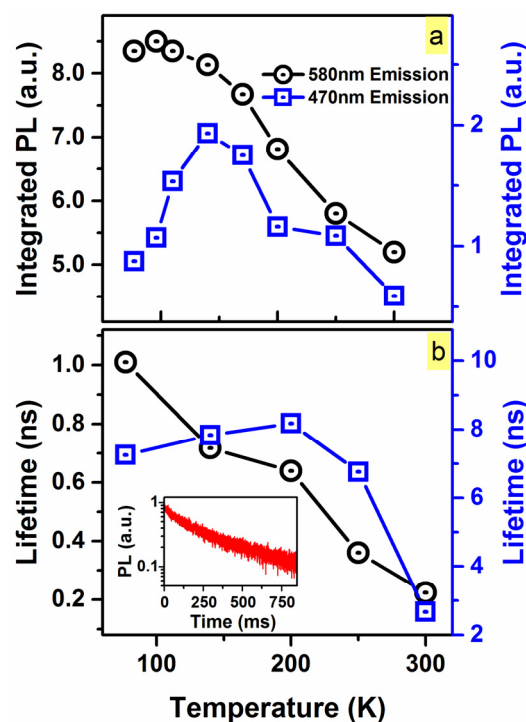 a
580nm Emission
470nm Emission
Integrated PL (a.u.)
8.0
7.0
6.0
5.0
Integrated PL (a.u.)
2
1
b
Lifetime (ns)
1.0
0.8
0.6
0.4
0.2
Lifetime (ns)
10
8
6
4
2
PL (a.u.)
1
0.1
0 250 500 750
Time (ms)
100 200 300
Temperature (K)